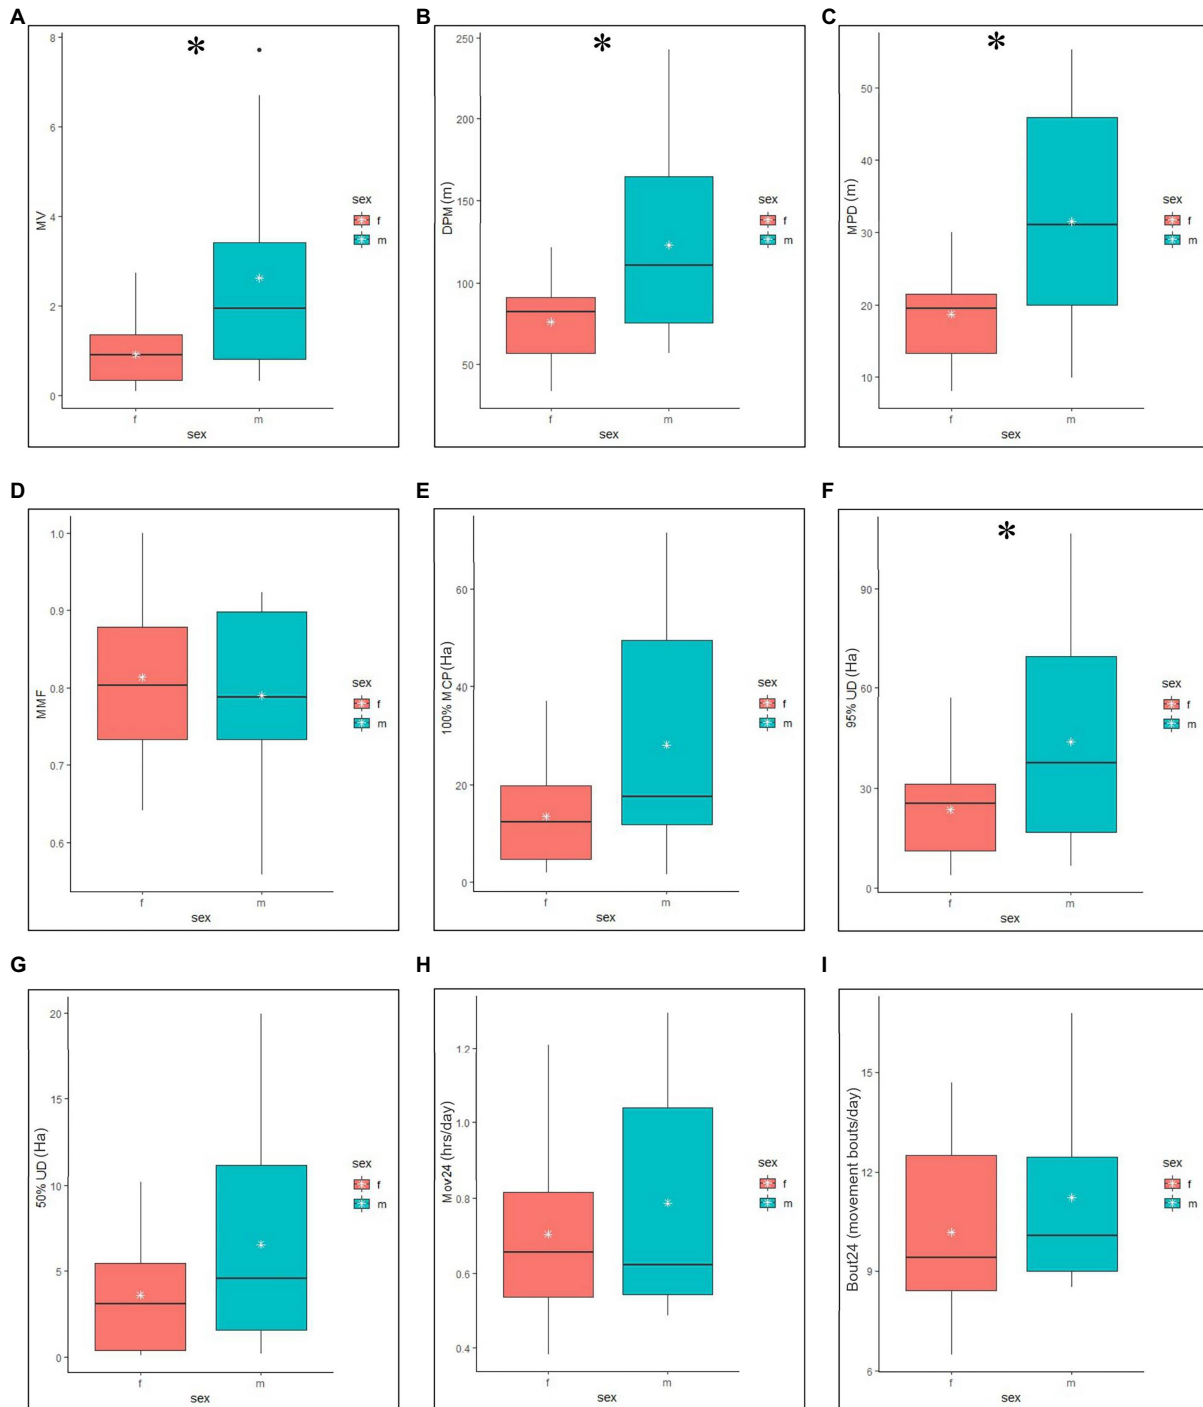 A
*
8
6
4
2
0
MV
f
m
sex
sex
f
m
B
*
250
200
150
100
50
DPM (m)
f
m
sex
sex
f
m
C
*
50
40
30
20
10
MPD (m)
f
m
sex
sex
f
m
D
1.0
0.9
0.8
0.7
0.6
MMF
f
m
sex
sex
f
m
E
60
40
20
0
100% MCP (Ha)
f
m
sex
sex
f
m
F
*
90
60
30
0
95% UD (Ha)
f
m
sex
sex
f
m
G
20
15
10
5
0
50% UD (Ha)
f
m
sex
sex
f
m
H
1.2
1.0
0.8
0.6
0.4
Mov24 (hrs/day)
f
m
sex
sex
f
m
I
15
12
9
6
Bout24 (movement bouts/day)
f
m
sex
sex
f
m